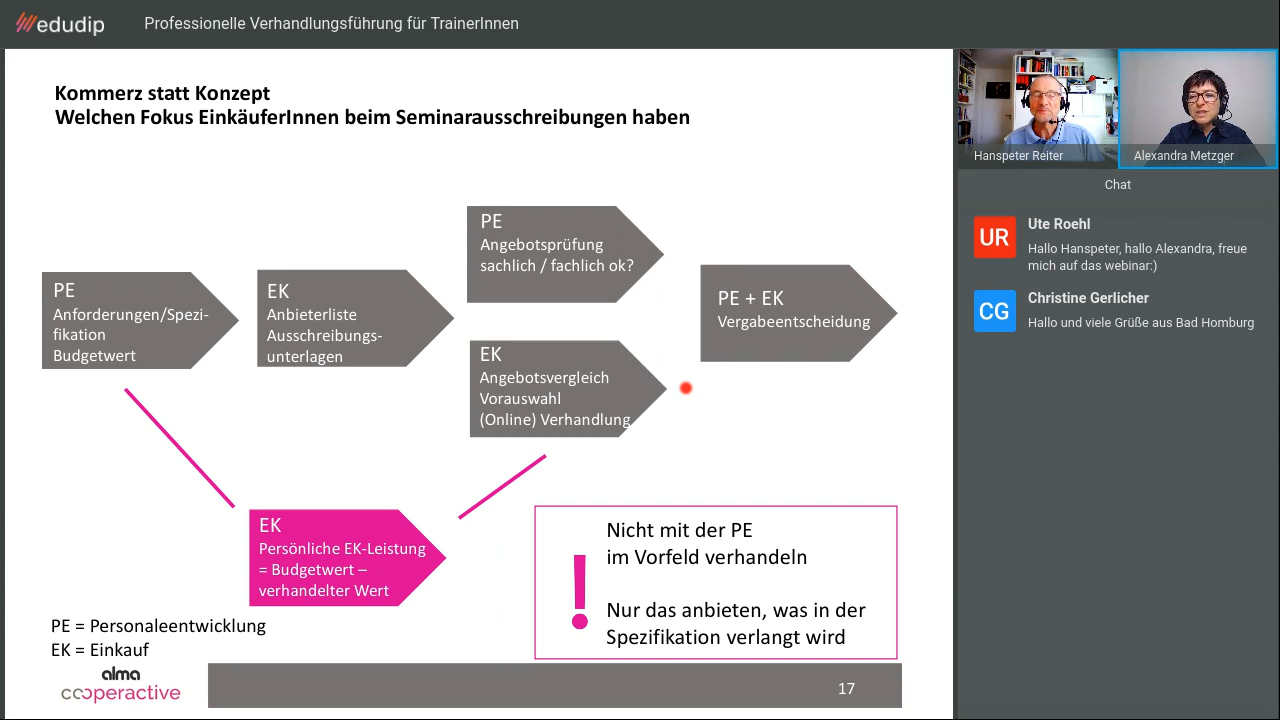 edudip
Professionelle Verhandlungsführung für TrainerInnen
Kommerz statt Konzept
Welchen Fokus EinkäuferInnen beim Seminarausschreibungen haben
PE
Anforderungen/Spezi-
fikation
Budgetwert
EK
Anbieterliste
Ausschreibungs-
unterlagen
PE
Angebotsprüfung
sachlich / fachlich ok?
EK
Angebotsvergleich
Vorauswahl
(Online) Verhandlung
PE + EK
Vergabeentscheidung
EK
Persönliche EK-Leistung
= Budgetwert –
verhandelter Wert
!
Nicht mit der PE
im Vorfeld verhandeln
Nur das anbieten, was in der
Spezifikation verlangt wird
PE = Personaleentwicklung
EK = Einkauf
alma
cooperactive
17
Hanspeter Reiter
Alexandra Metzger
Chat
UR
Ute Roehl
Hallo Hanspeter, hallo Alexandra, freue
mich auf das webinar:)
CG
Christine Gerlicher
Hallo und viele Grüße aus Bad Homburg